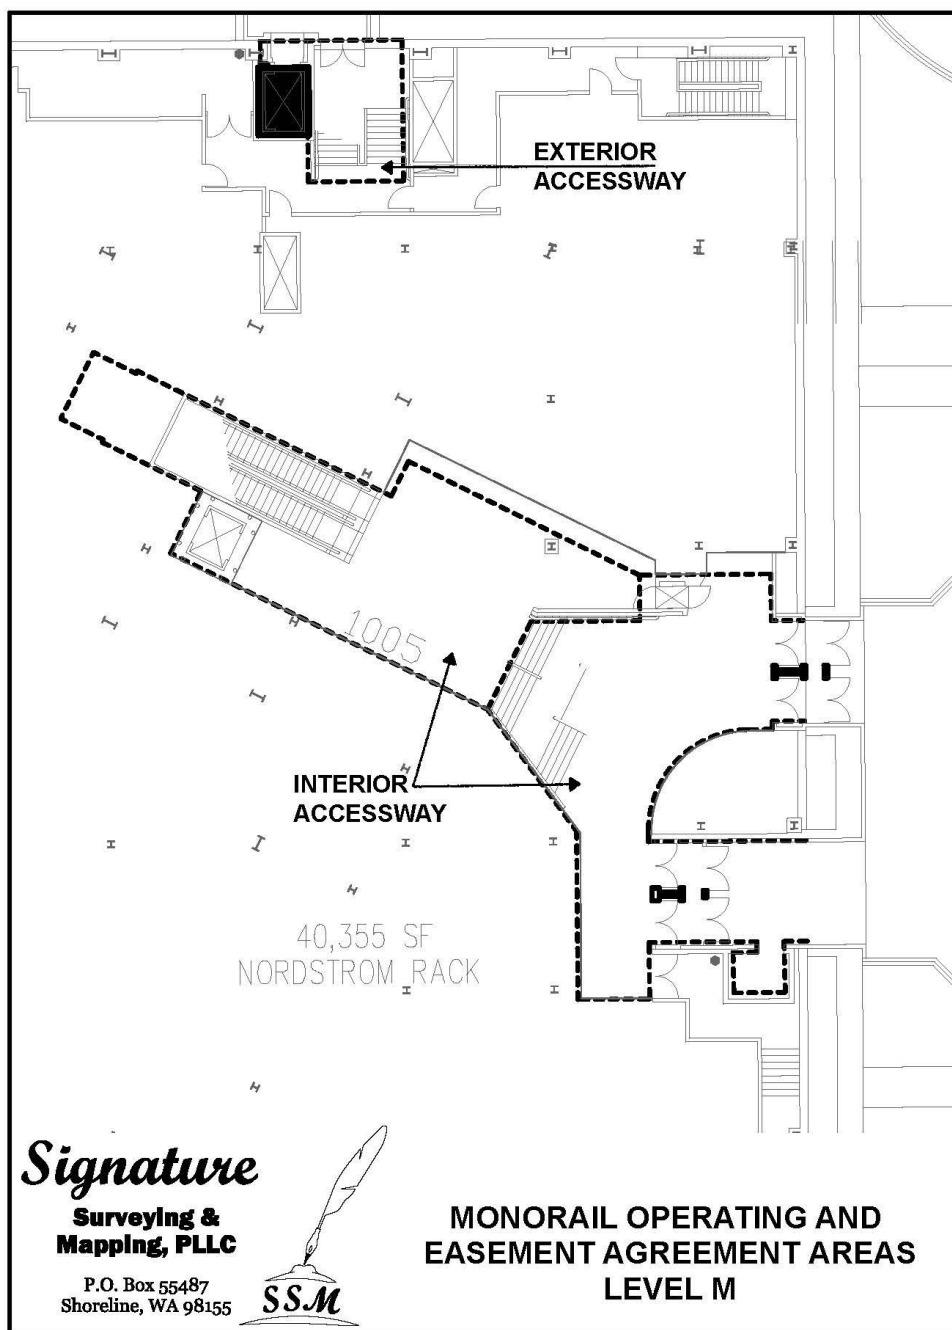 EXTERIOR
ACCESSWAY
1005
INTERIOR
ACCESSWAY
40,355 SF
NORDSTROM RACK
Signature
Surveying &
Mapping, PLLC
P.O. Box 55487
Shoreline, WA 98155
SSM
MONORAIL OPERATING AND
EASEMENT AGREEMENT AREAS
LEVEL M